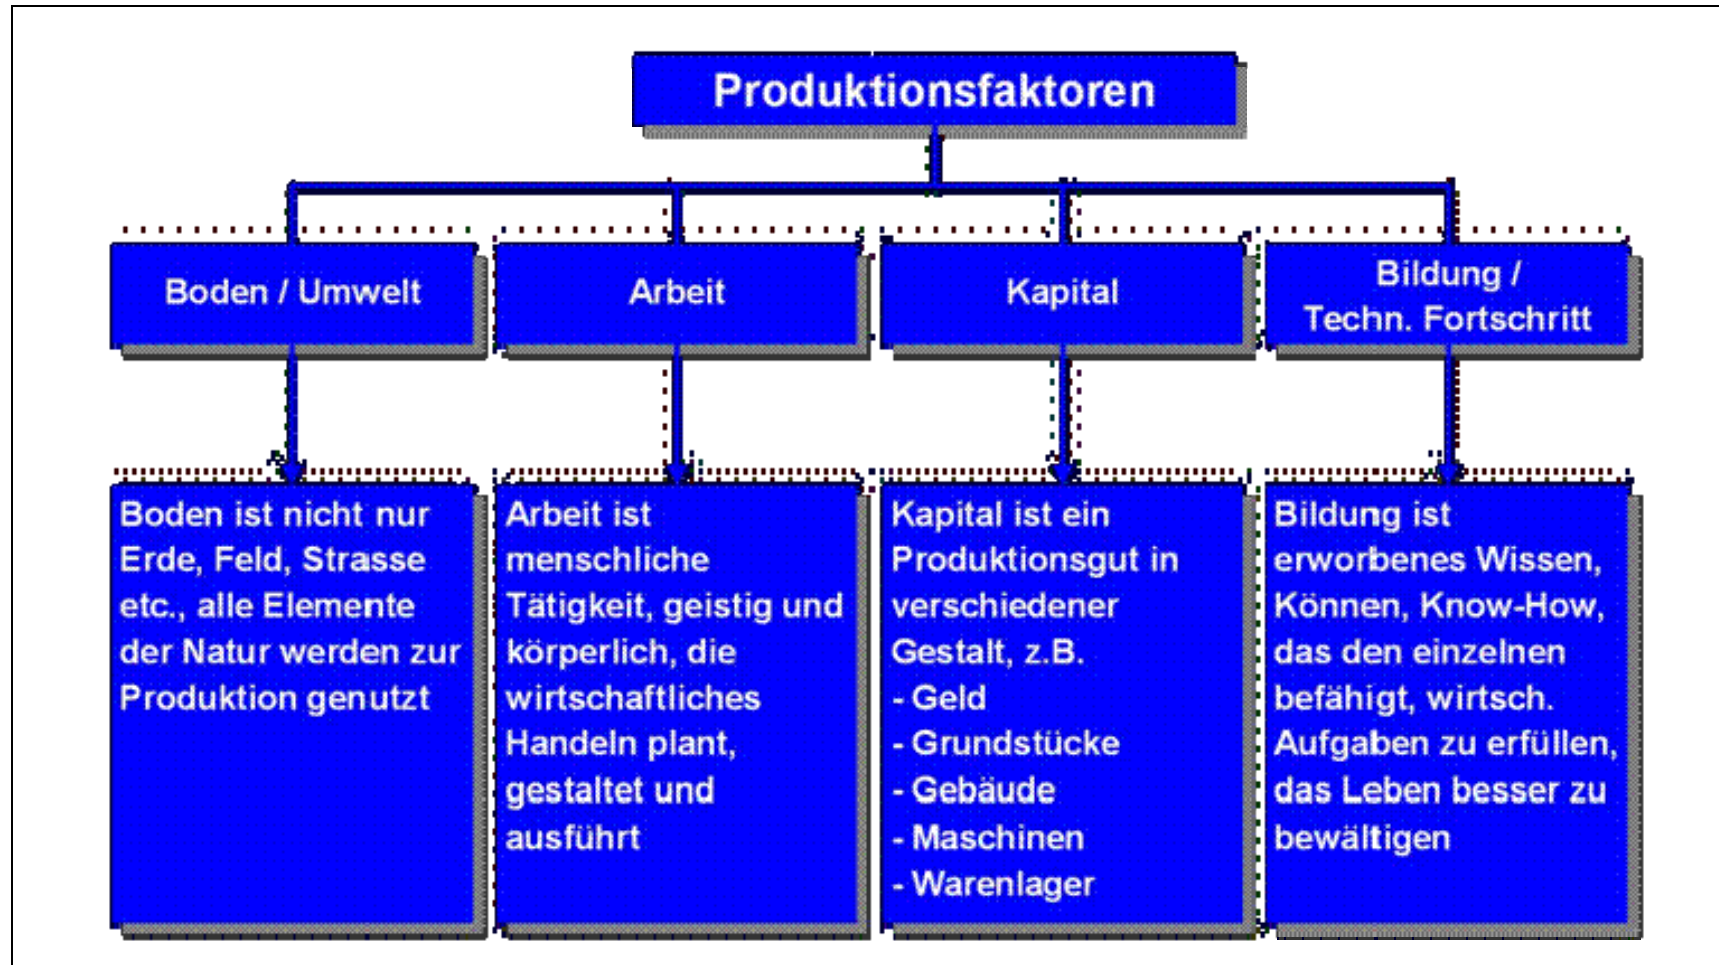 Produktionsfaktoren
Boden / Umwelt
Arbeit
Kapital
Bildung /
Techn. Fortschritt
Boden ist nicht nur
Erde, Feld, Strasse
etc., alle Elemente
der Natur werden zur
Produktion genutzt
Arbeit ist
menschliche
Tätigkeit, geistig und
körperlich, die
wirtschaftliches
Handeln plant,
gestaltet und
ausführt
Kapital ist ein
Produktionsgut in
verschiedener
Gestalt, z.B.
- Geld
- Grundstücke
- Gebäude
- Maschinen
- Warenlager
Bildung ist
erworbenes Wissen,
Können, Know-How,
das den einzelnen
befähigt, wirtsch.
Aufgaben zu erfüllen,
das Leben besser zu
bewältigen